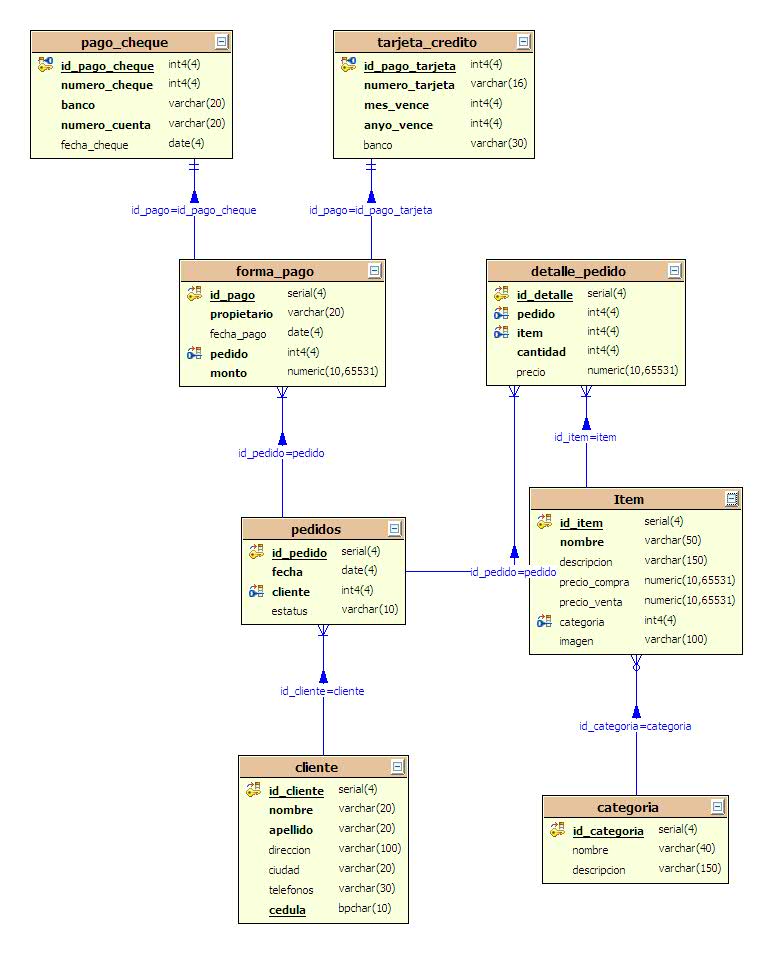 pago_cheque
id_pago_cheque int4(4)
numero_cheque int4(4)
banco varchar(20)
numero_cuenta varchar(20)
fecha_cheque date(4)
tarjeta_credito
id_pago_tarjeta int4(4)
numero_tarjeta varchar(16)
mes_vence int4(4)
anyo_vence int4(4)
banco varchar(30)
id_pago=id_pago_cheque
id_pago=id_pago_tarjeta
forma_pago
id_pago serial(4)
propietario varchar(20)
fecha_pago date(4)
pedido int4(4)
monto numeric(10,65531)
detalle_pedido
id_detalle serial(4)
pedido int4(4)
item int4(4)
cantidad int4(4)
precio numeric(10,65531)
id_pedido=pedido
id_item=item
pedidos
id_pedido serial(4)
fecha date(4)
cliente int4(4)
estatus varchar(10)
id_pedido=pedido
Item
id_item serial(4)
nombre varchar(50)
descripcion varchar(150)
precio_compra numeric(10,65531)
precio_venta numeric(10,65531)
categoria int4(4)
imagen varchar(100)
id_cliente=cliente
id_categoria=categoria
cliente
id_cliente serial(4)
nombre varchar(20)
apellido varchar(20)
direccion varchar(100)
ciudad varchar(20)
telefonos varchar(30)
cedula bpchar(10)
categoria
id_categoria serial(4)
nombre varchar(40)
descripcion varchar(150)